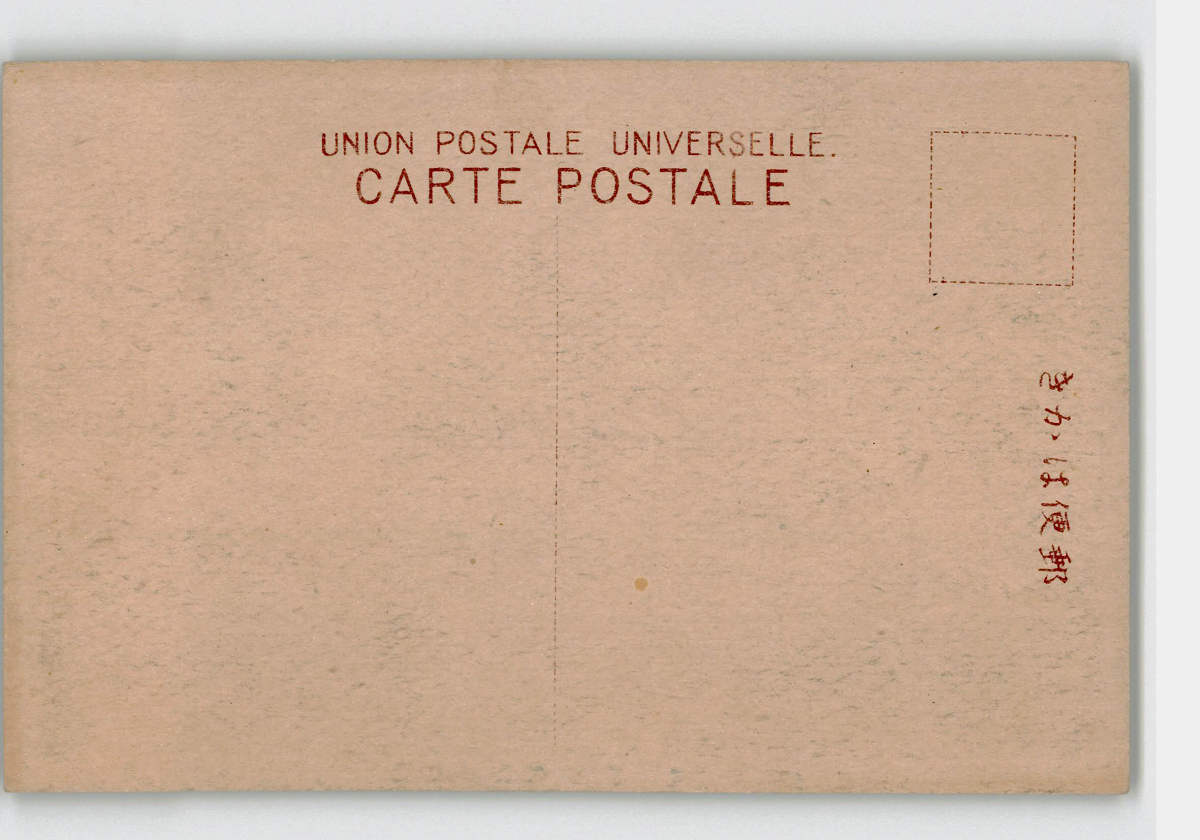 UNION POSTALE UNIVERSELLE.
CARTE POSTALE
郵便はかき